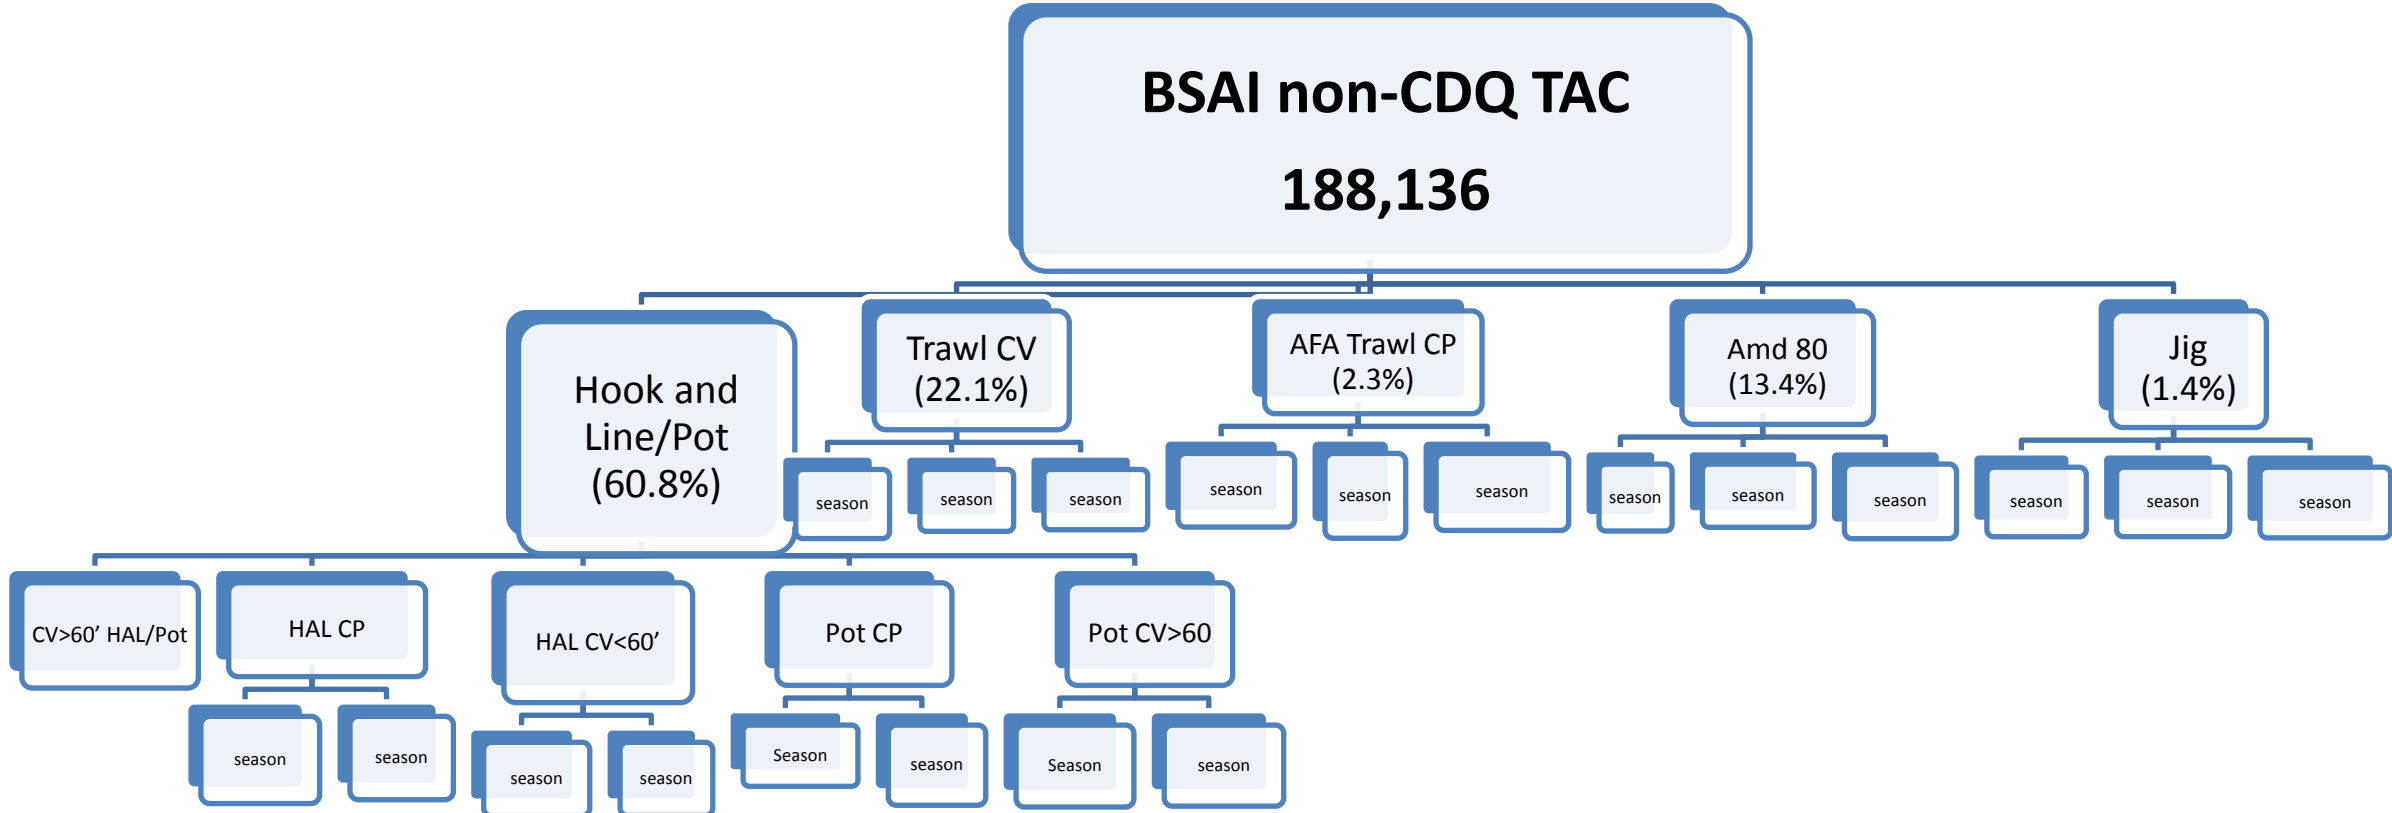 BSAI non-CDQ TAC
188,136
Hook and
Line/Pot
(60.8%)
Trawl CV
(22.1%)
AFA Trawl CP
(2.3%)
Amd 80
(13.4%)
Jig
(1.4%)
season
season
season
season
season
season
season
season
season
season
season
season
CV>60’ HAL/Pot
HAL CP
HAL CV<60’
Pot CP
Pot CV>60
season
season
season
season
Season
season
Season
season